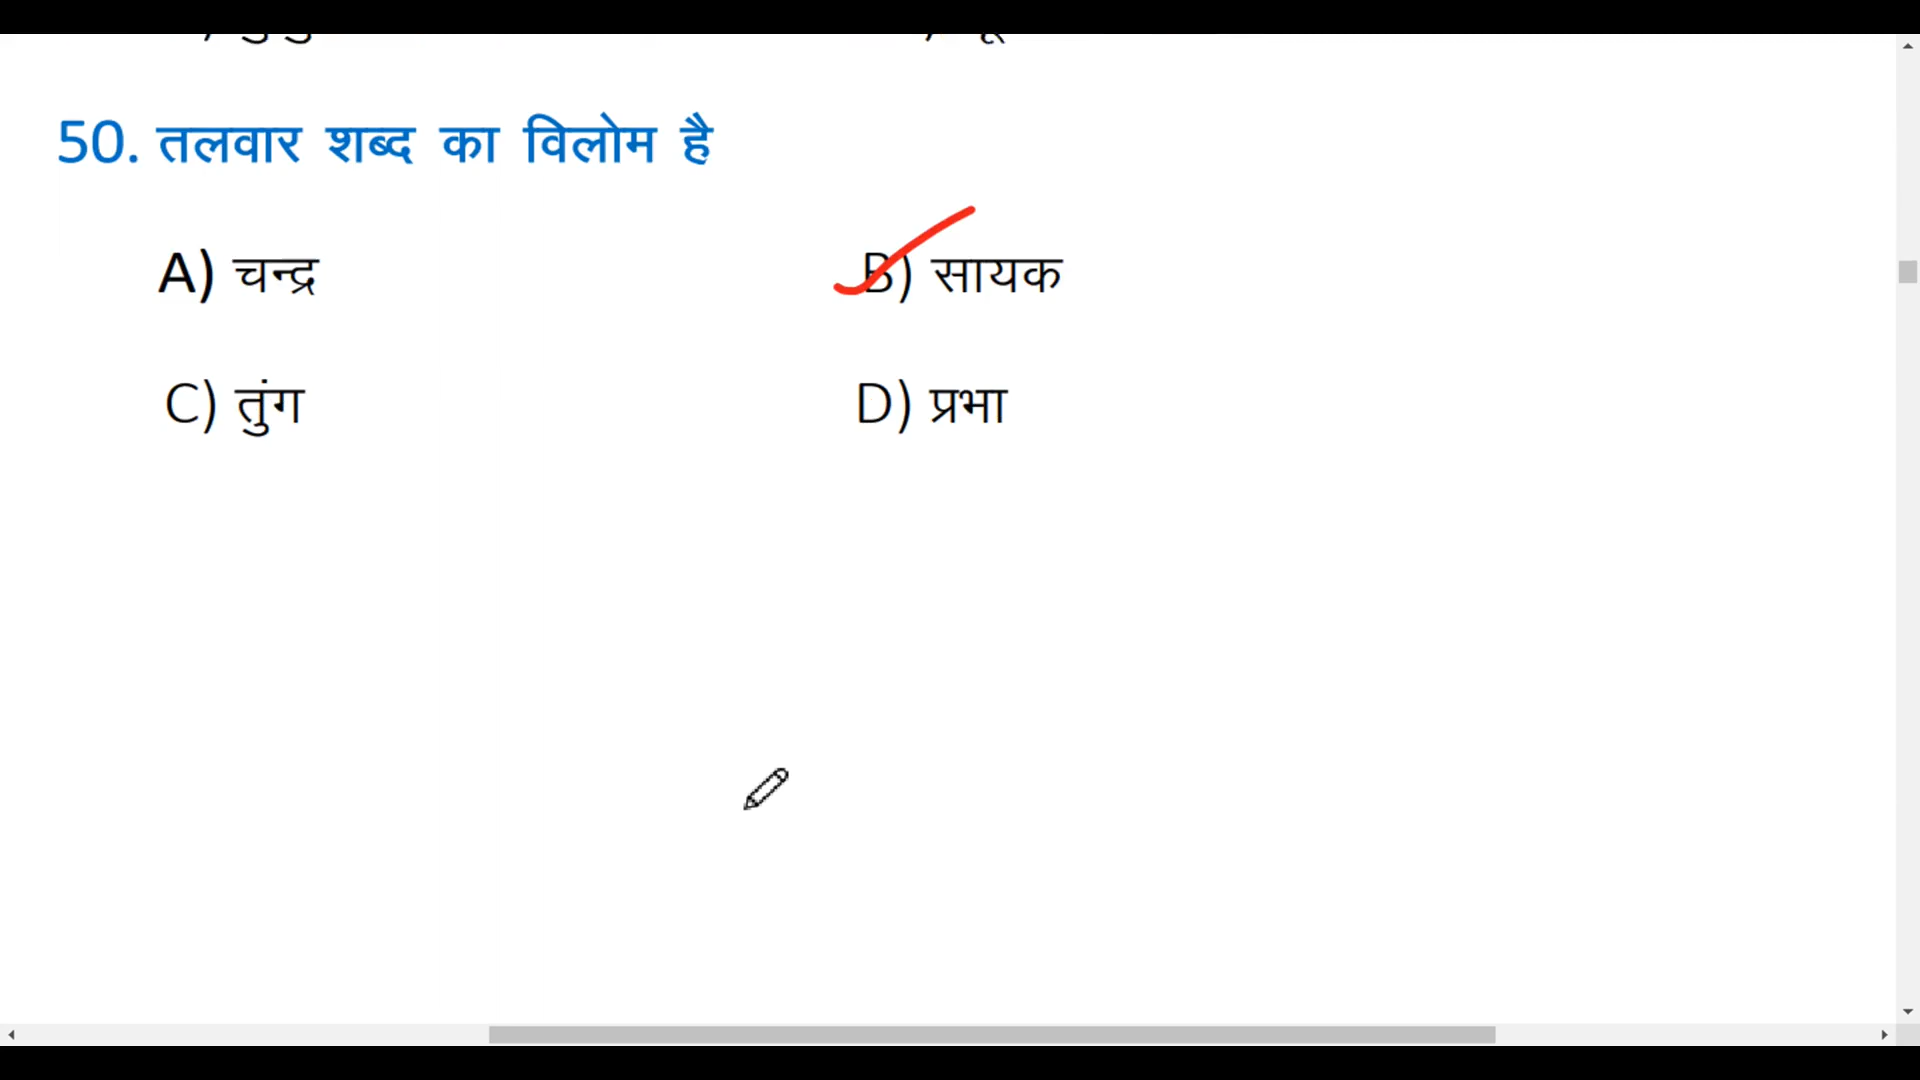 50. तलवार शब्द का विलोम है
A) चन्द्र B) सायक
C) तुंग D) प्रभा